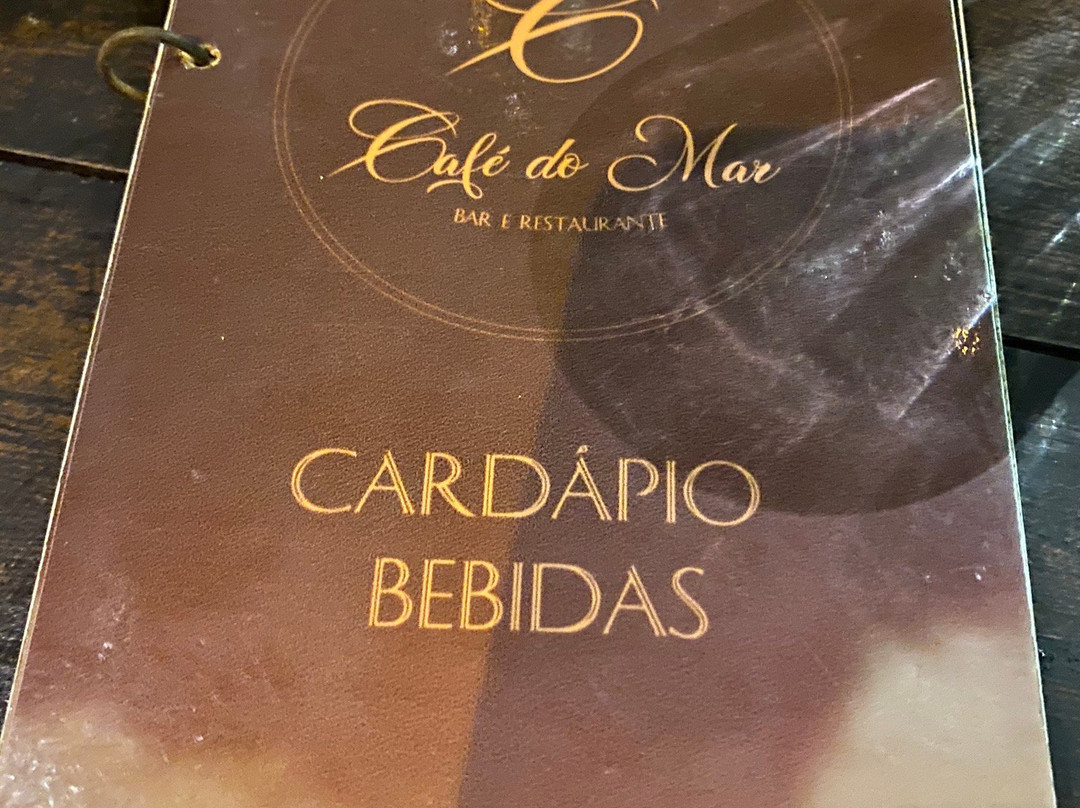 C
Café do Mar
BAR E RESTAURANTE
CARDÁPIO
BEBIDAS